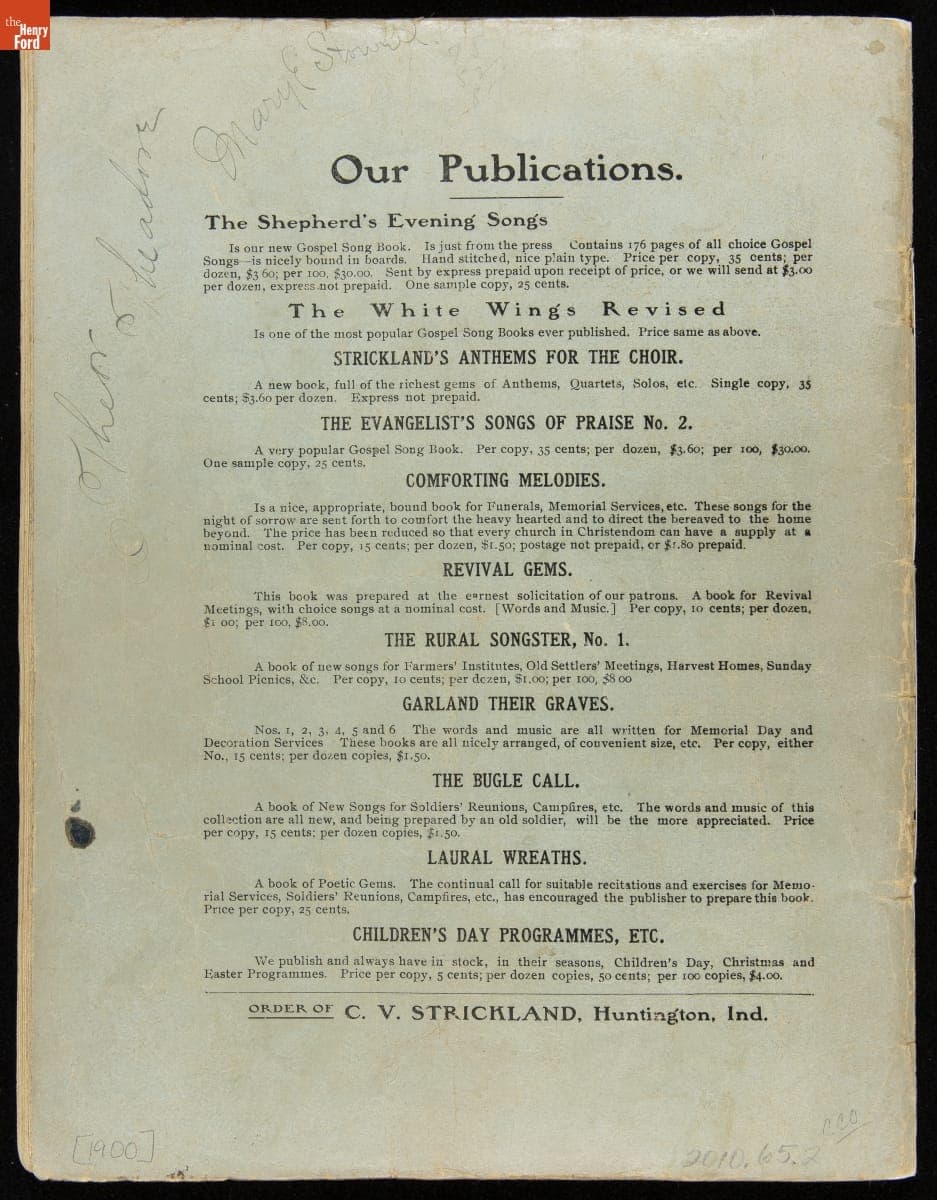 the
Henry
Ford
Mary E
Our Publications.
The Shepherd's Evening Songs
Is our new Gospel Song Book. Is just from the press Contains 176 pages of all choice Gospel
Songs—is nicely bound in boards. Hand stitched, nice plain type. Price per copy, 35 cents; per
dozen, $3 60; per 100, $30.00. Sent by express prepaid upon receipt of price, or we will send at $3.00
per dozen, express not prepaid. One sample copy, 25 cents.
The White Wings Revised
Is one of the most popular Gospel Song Books ever published. Price same as above.
STRICKLAND'S ANTHEMS FOR THE CHOIR.
A new book, full of the richest gems of Anthems, Quartets, Solos, etc. Single copy, 35
cents; $3.60 per dozen. Express not prepaid.
THE EVANGELIST'S SONGS OF PRAISE No. 2.
A very popular Gospel Song Book. Per copy, 35 cents; per dozen, $3.60; per 100, $30.00.
One sample copy, 25 cents.
COMFORTING MELODIES.
Is a nice, appropriate, bound book for Funerals, Memorial Services, etc. These songs for the
night of sorrow are sent forth to comfort the heavy hearted and to direct the bereaved to the home
beyond. The price has been reduced so that every church in Christendom can have a supply at a
nominal cost. Per copy, 15 cents; per dozen, $1.50; postage not prepaid, or $1.80 prepaid.
REVIVAL GEMS.
This book was prepared at the earnest solicitation of our patrons. A book for Revival
Meetings, with choice songs at a nominal cost. [Words and Music.] Per copy, 10 cents; per dozen,
$1 00; per 100, $8.00.
THE RURAL SONGSTER, No. 1.
A book of new songs for Farmers' Institutes, Old Settlers' Meetings, Harvest Homes, Sunday
School Picnics, &c. Per copy, 10 cents; per dozen, $1.00; per 100, $8 00
GARLAND THEIR GRAVES.
Nos. 1, 2, 3, 4, 5 and 6 The words and music are all written for Memorial Day and
Decoration Services These books are all nicely arranged, of convenient size, etc. Per copy, either
No., 15 cents; per dozen copies, $1.50.
THE BUGLE CALL.
A book of New Songs for Soldiers' Reunions, Campfires, etc. The words and music of this
collection are all new, and being prepared by an old soldier, will be the more appreciated. Price
per copy, 15 cents; per dozen copies, $1.50.
LAURAL WREATHS.
A book of Poetic Gems. The continual call for suitable recitations and exercises for Memo-
rial Services, Soldiers' Reunions, Campfires, etc., has encouraged the publisher to prepare this book.
Price per copy, 25 cents.
CHILDREN'S DAY PROGRAMMES, ETC.
We publish and always have in stock, in their seasons, Children's Day, Christmas and
Easter Programmes. Price per copy, 5 cents; per dozen copies, 50 cents; per 100 copies, $4.00.
ORDER OF C. V. STRICKLAND, Huntington, Ind.
[1900]
2010.65.2